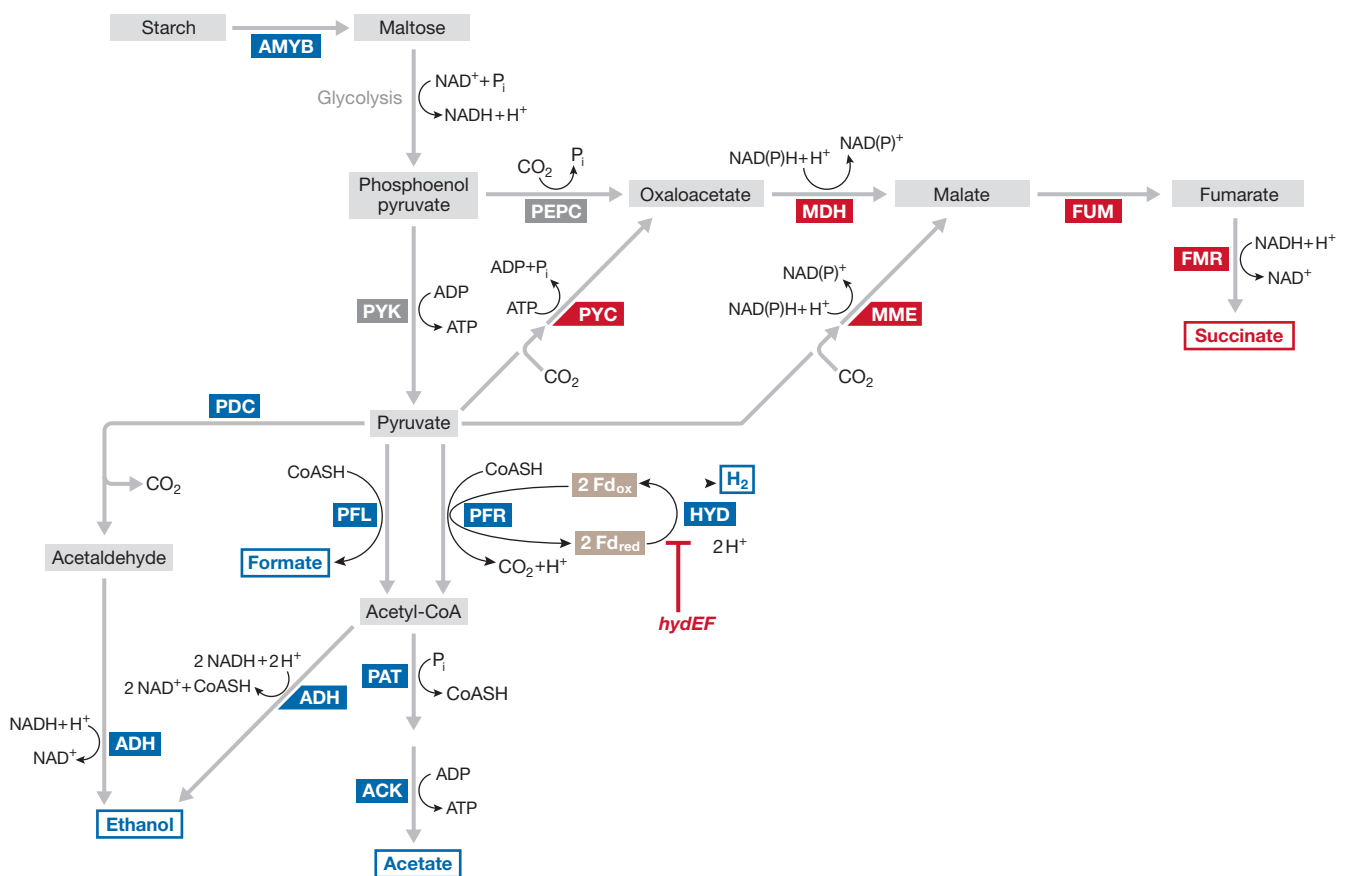 Starch
Maltose
AMYB
Glycolysis
NAD⁺+Pᵢ
NADH+H⁺
Phosphoenol
pyruvate
CO₂
Pᵢ
PEPC
Oxaloacetate
NAD(P)H+H⁺
NAD(P)⁺
MDH
Malate
FUM
Fumarate
FMR
NADH+H⁺
NAD⁺
Succinate
PYK
ADP
ATP
ADP+Pᵢ
ATP
PYC
CO₂
NAD(P)⁺
NAD(P)H+H⁺
MME
CO₂
PDC
Pyruvate
CO₂
Acetaldehyde
CoASH
PFL
Formate
CoASH
PFR
CO₂+H⁺
2 Fdₒₓ
2 Fd_red
H₂
HYD
2H⁺
hydEF
Acetyl-CoA
2 NADH+2H⁺
2 NAD⁺+CoASH
ADH
PAT
Pᵢ
CoASH
NADH+H⁺
NAD⁺
ADH
ACK
ADP
ATP
Ethanol
Acetate